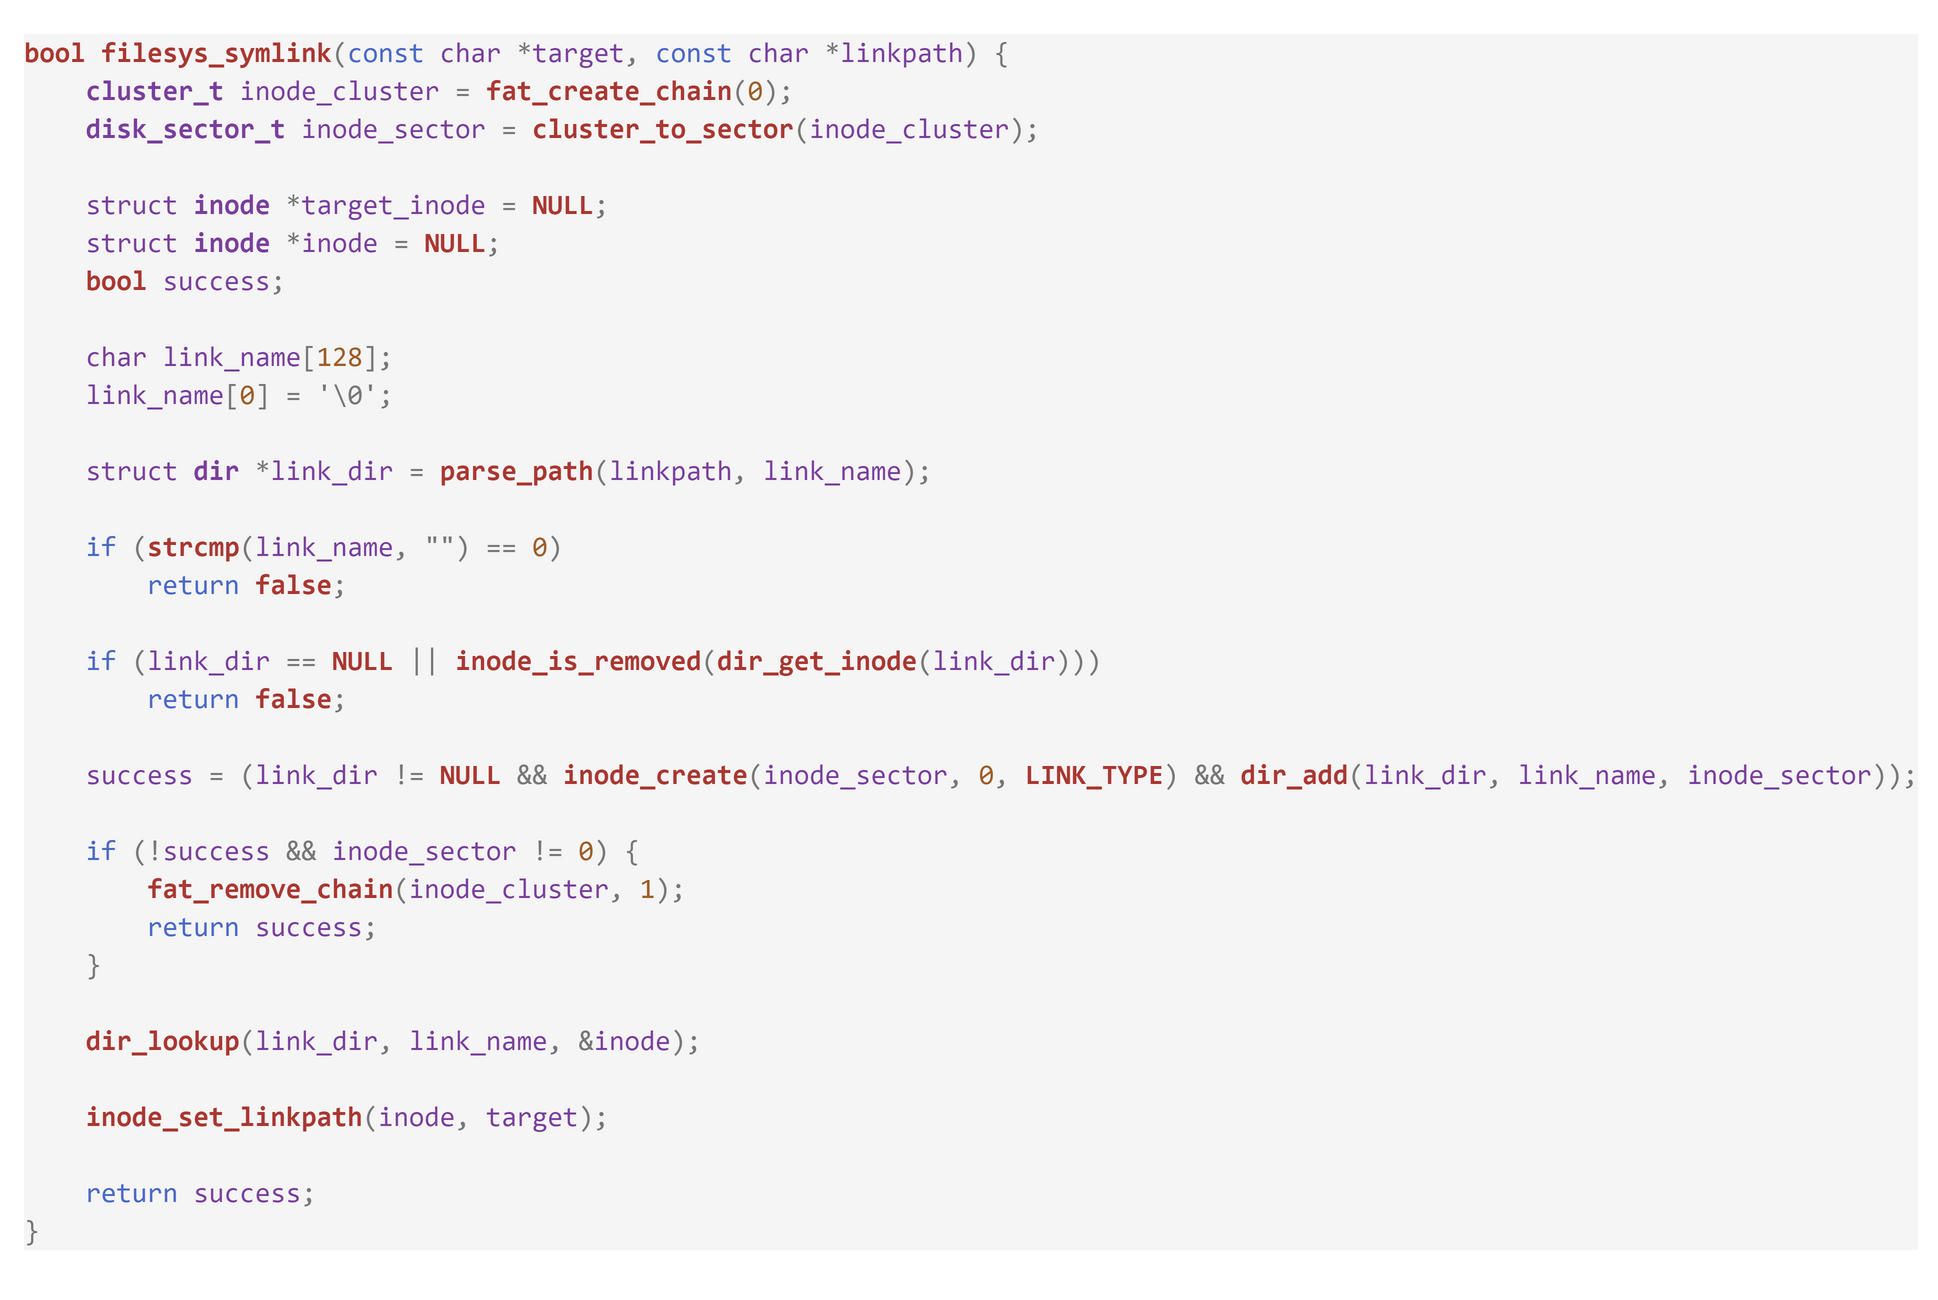 bool filesys_symlink(const char *target, const char *linkpath) {
    cluster_t inode_cluster = fat_create_chain(0);
    disk_sector_t inode_sector = cluster_to_sector(inode_cluster);

    struct inode *target_inode = NULL;
    struct inode *inode = NULL;
    bool success;

    char link_name[128];
    link_name[0] = '\0';

    struct dir *link_dir = parse_path(linkpath, link_name);

    if (strcmp(link_name, "") == 0)
        return false;

    if (link_dir == NULL || inode_is_removed(dir_get_inode(link_dir)))
        return false;

    success = (link_dir != NULL && inode_create(inode_sector, 0, LINK_TYPE) && dir_add(link_dir, link_name, inode_sector));

    if (!success && inode_sector != 0) {
        fat_remove_chain(inode_cluster, 1);
        return success;
    }

    dir_lookup(link_dir, link_name, &inode);

    inode_set_linkpath(inode, target);

    return success;
}